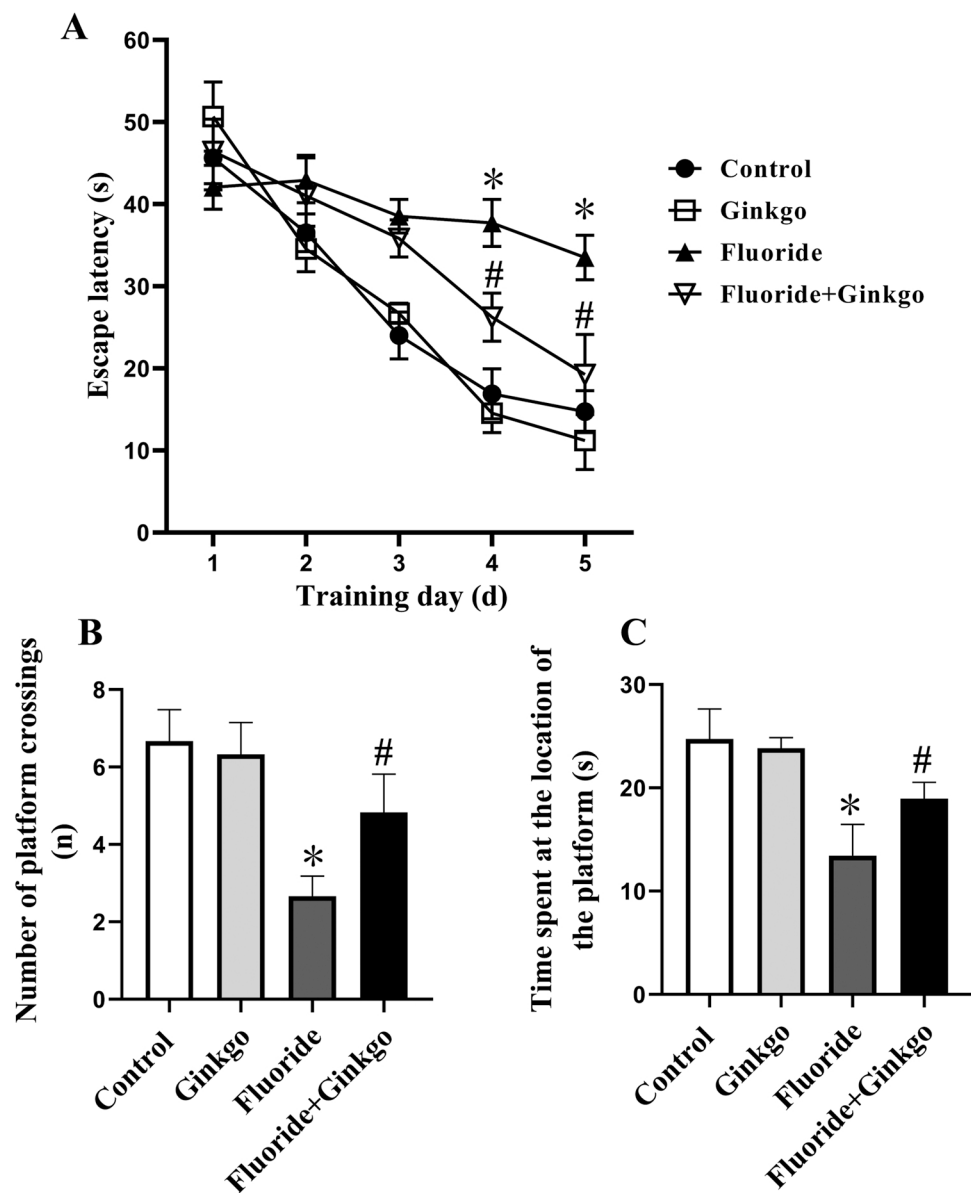 A
60
50
40
30
20
10
0
Escape latency (s)
1 2 3 4 5
Training day (d)
*
*
#
#
Control
Ginkgo
Fluoride
Fluoride+Ginkgo
B
Number of platform crossings
(n)
8
6
4
2
0
*
#
Control
Ginkgo
Fluoride
Fluoride+Ginkgo
C
Time spent at the location of
the platform (s)
30
20
10
0
*
#
Control
Ginkgo
Fluoride
Fluoride+Ginkgo